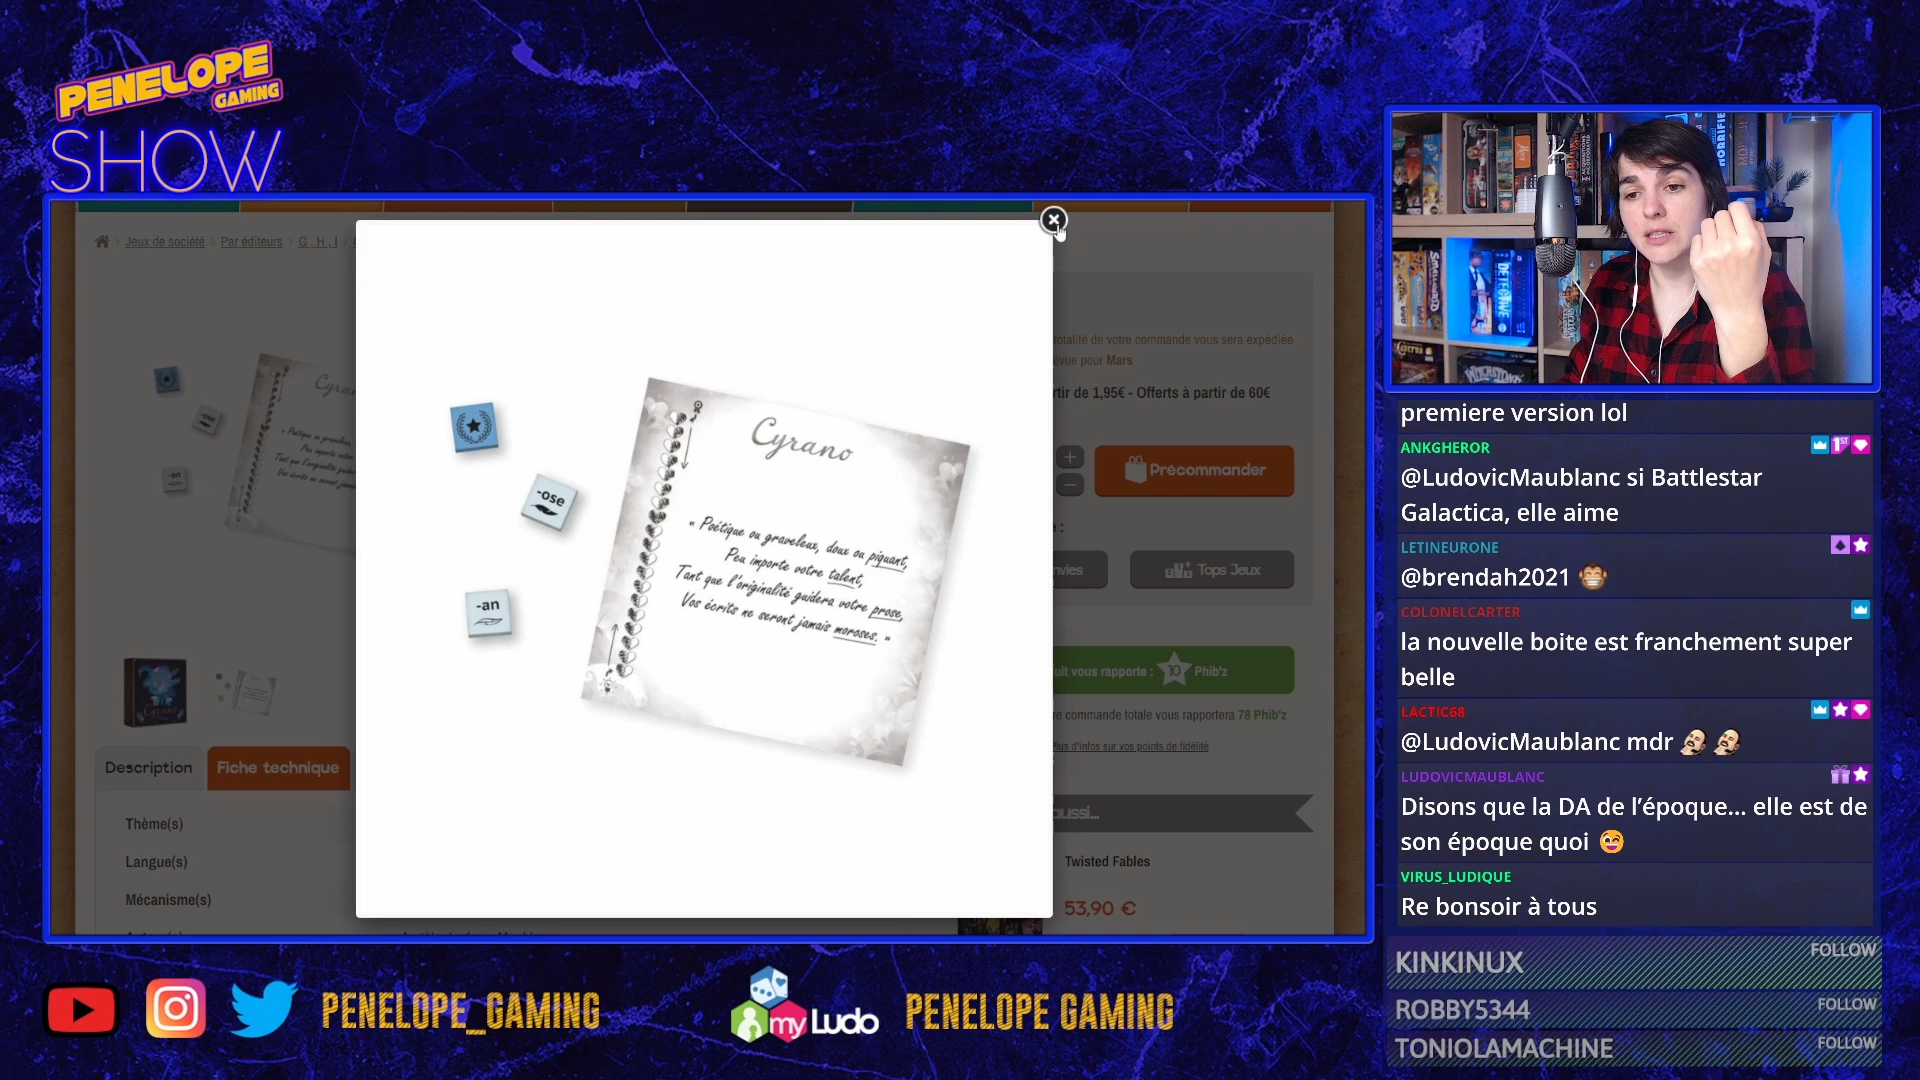 PENELOPE
GAMING
SHOW
Jeux de société
Par éditeurs
G , H , I
totalité de votre commande vous sera expédiée
évue pour Mars
rtir de 1,95€ - Offerts à partir de 60€
Précommander
nvies
Tops Jeux
uit vous rapporte : 10 Phib'z
re commande totale vous rapportera 78 Phib'z
Plus d'infos sur vos points de fidélité
aussi...
Twisted Fables
53,90 €
Description
Fiche technique
Thème(s)
Langue(s)
Mécanisme(s)
-ose
-an
Cyrano
« Poétique ou graveleux, doux ou piquant,
Peu importe votre talent,
Tant que l'originalité guidera votre prose,
Vos écrits ne seront jamais moroses. »
DETECTIVE
premiere version lol
ANKGHEROR
@LudovicMaublanc si Battlestar
Galactica, elle aime
LETINEURONE
@brendah2021
COLONELCARTER
la nouvelle boite est franchement super
belle
LACTIC68
@LudovicMaublanc mdr
LUDOVICMAUBLANC
Disons que la DA de l’époque... elle est de
son époque quoi
VIRUS_LUDIQUE
Re bonsoir à tous
KINKINUX FOLLOW
ROBBY5344 FOLLOW
TONIOLAMACHINE FOLLOW
PENELOPE_GAMING
myLudo
PENELOPE GAMING